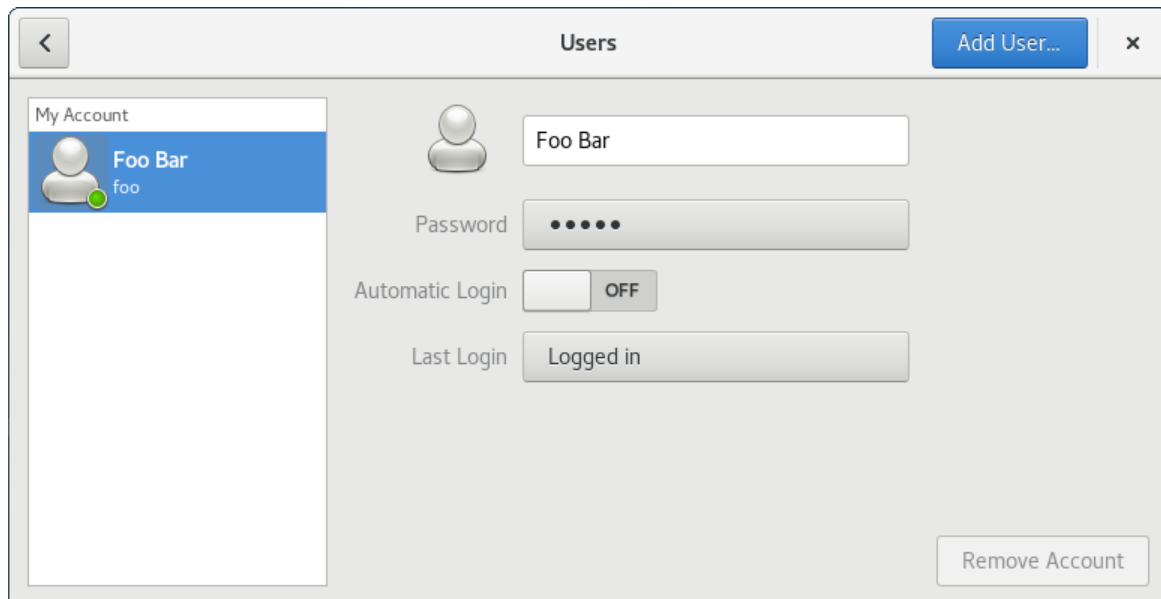 Users
Add User...
My Account
Foo Bar
foo
Foo Bar
Password
•••••
Automatic Login
OFF
Last Login
Logged in
Remove Account